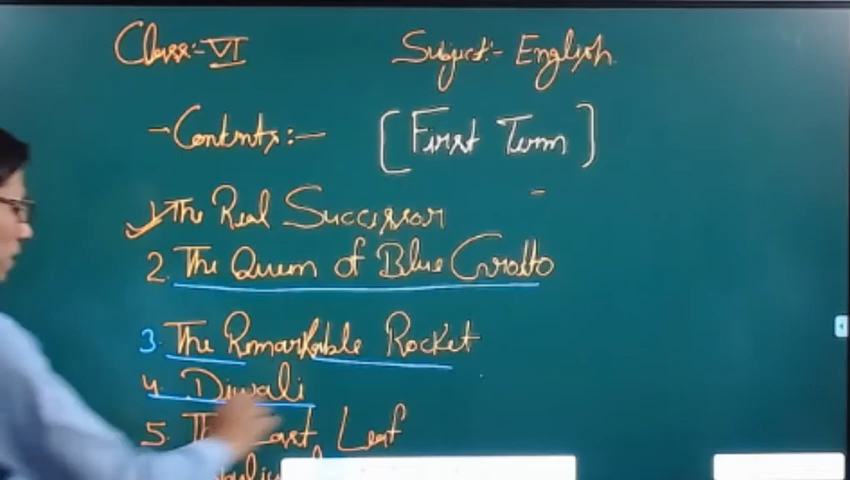 Class:- VI Subject:- English
- Contents:- [First Term]
1. The Real Successor
2. The Queen of Blue Grotto
3. The Remarkable Rocket
4. Diwali
5. The Last Leaf